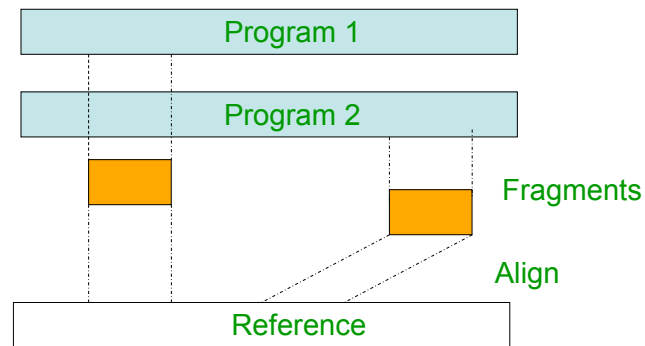 Program 1
Program 2
Fragments
Align
Reference